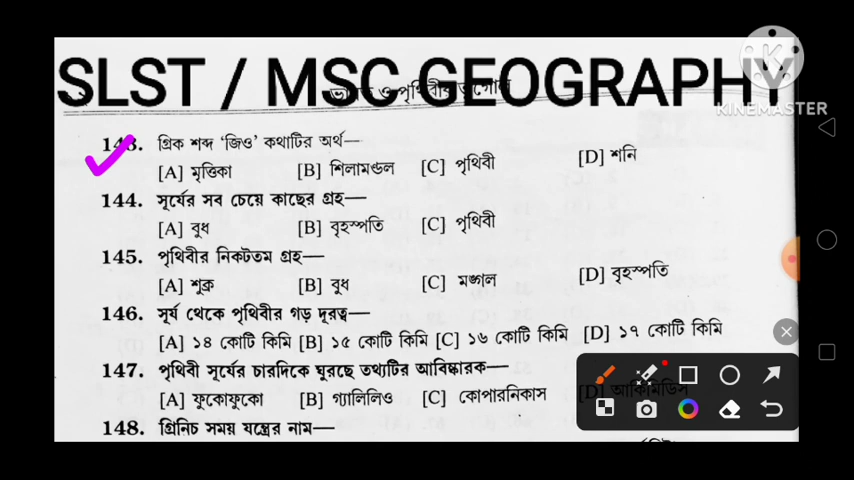 SLST / MSC GEOGRAPHY
KINEMASTER
143. গ্রিক শব্দ ‘জিও’ কথাটির অর্থ—
[A] মৃত্তিকা [B] শিলামণ্ডল [C] পৃথিবী [D] শনি
144. সূর্যের সব চেয়ে কাছের গ্রহ—
[A] বুধ [B] বৃহস্পতি [C] পৃথিবী
145. পৃথিবীর নিকটতম গ্রহ—
[A] শুক্র [B] বুধ [C] মঙ্গল [D] বৃহস্পতি
146. সূর্য থেকে পৃথিবীর গড় দূরত্ব—
[A] ১৪ কোটি কিমি [B] ১৫ কোটি কিমি [C] ১৬ কোটি কিমি [D] ১৭ কোটি কিমি
147. পৃথিবী সূর্যের চারদিকে ঘুরছে তথ্যটির আবিষ্কারক—
[A] ফুকোফুকো [B] গ্যালিলিও [C] কোপারনিকাস [D] আর্কিমিডিস
148. গ্রিনিচ সময় যন্ত্রের নাম—